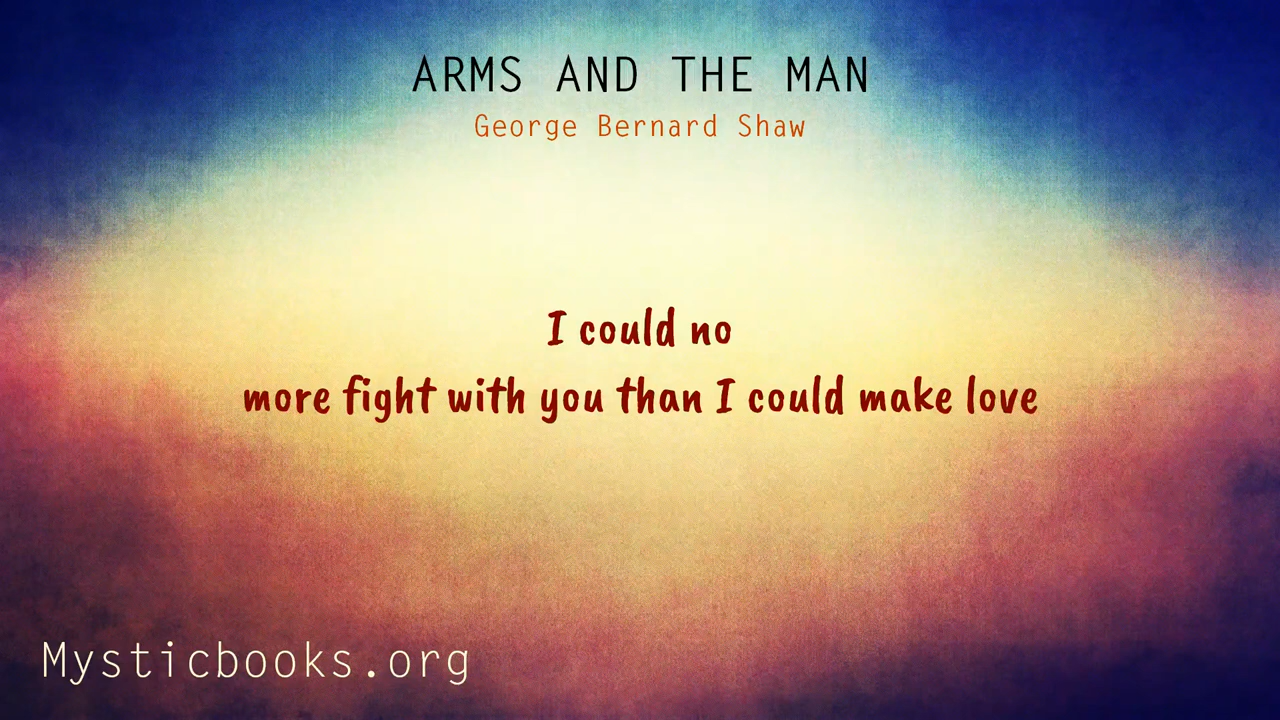 ARMS AND THE MAN
George Bernard Shaw
I could no
more fight with you than I could make love
Mysticbooks.org